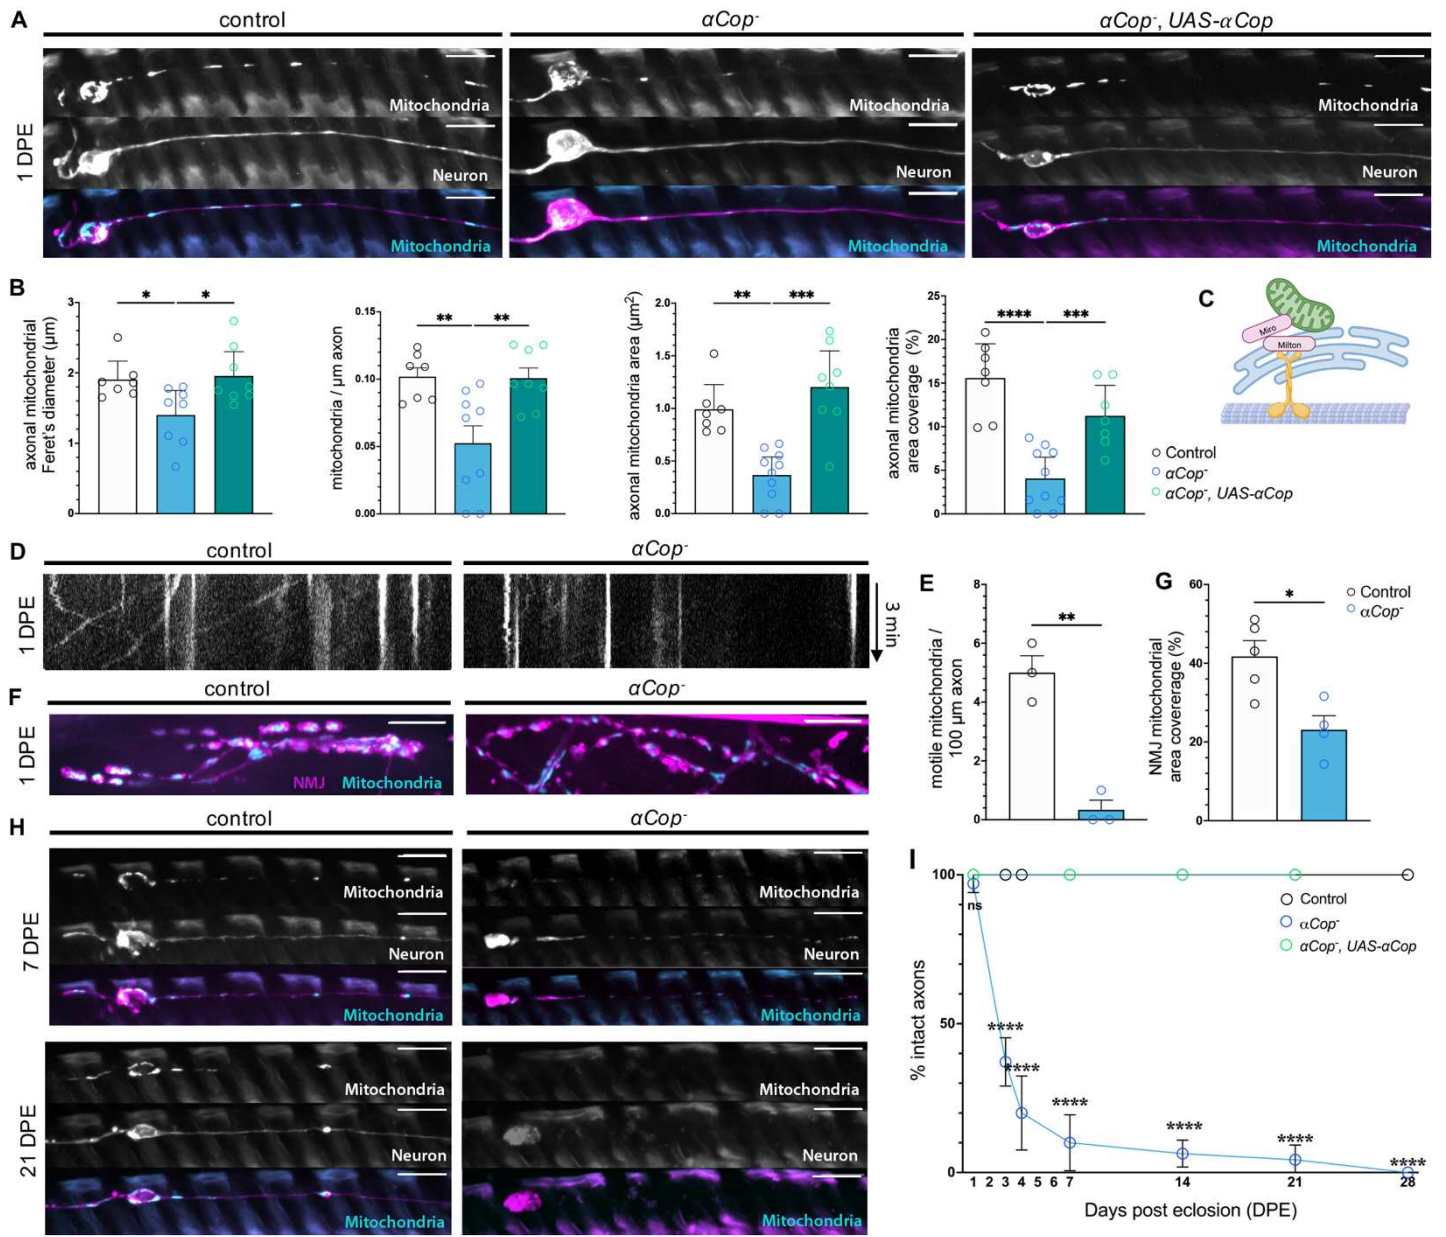 A
control
αCop-
αCop-, UAS-αCop
1 DPE
Mitochondria
Mitochondria
Mitochondria
Neuron
Neuron
Neuron
Mitochondria
Mitochondria
Mitochondria
B
axonal mitochondrial
Feret's diameter (μm)
3
2
1
0
*
*
mitochondria / μm axon
0.15
0.10
0.05
0.00
**
**
axonal mitochondria area (μm2)
2.0
1.5
1.0
0.5
0.0
**
***
axonal mitochondria
area coverage (%)
25
20
15
10
5
0
****
***
C
Miro
Milton
Control
αCop-
αCop-, UAS-αCop
D
control
αCop-
1 DPE
3 min
E
motile mitochondria /
100 μm axon
8
6
4
2
0
**
G
NMJ mitochondrial
area covererage (%)
60
40
20
0
*
Control
αCop-
F
control
αCop-
1 DPE
NMJ
Mitochondria
H
control
αCop-
7 DPE
Mitochondria
Mitochondria
Neuron
Neuron
Mitochondria
Mitochondria
21 DPE
Mitochondria
Mitochondria
Neuron
Neuron
Mitochondria
Mitochondria
I
% intact axons
100
50
0
ns
****
****
****
****
****
****
Control
αCop-
αCop-, UAS-αCop
1 2 3 4 5 6 7 14 21 28
Days post eclosion (DPE)